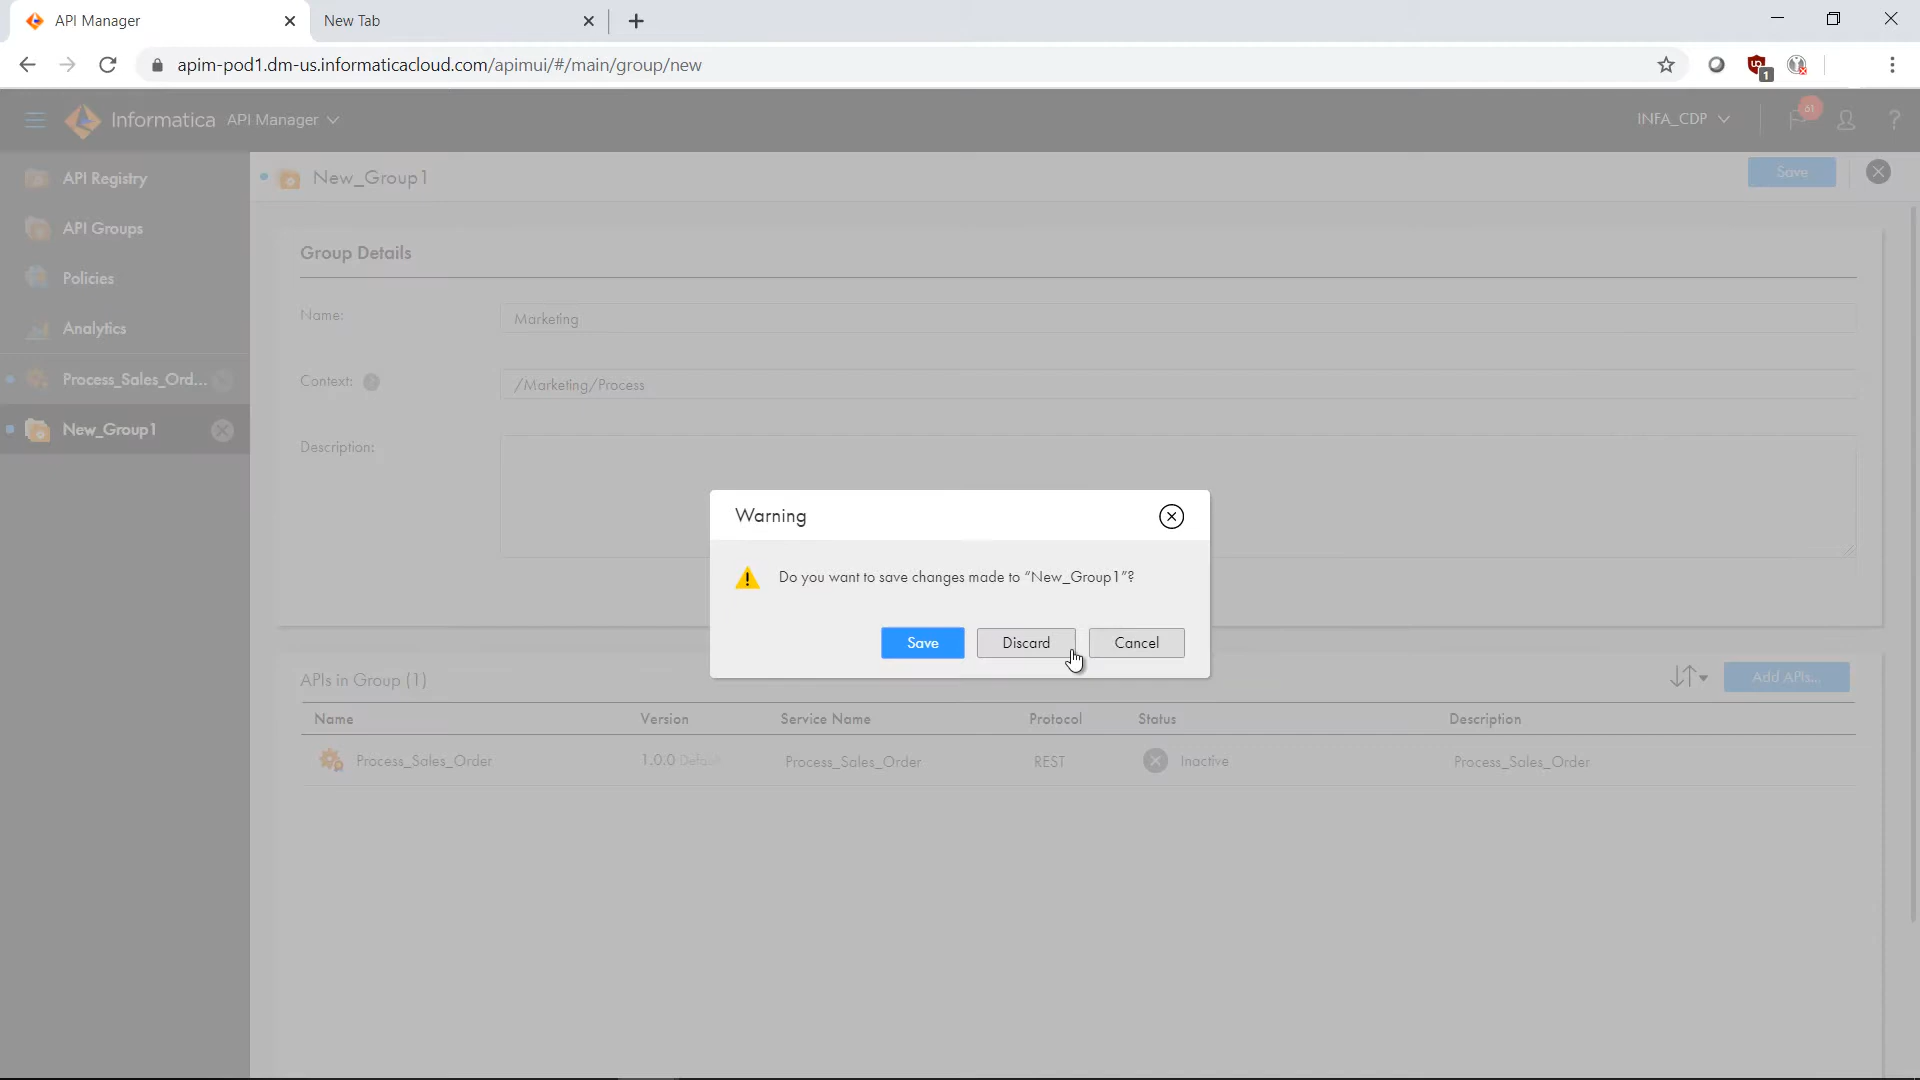 API Manager
New Tab
apim-pod1.dm-us.informaticacloud.com/apimui/#/main/group/new
1
Informatica API Manager
INFA_CDP
61
?
API Registry
API Groups
Policies
Analytics
Process_Sales_Ord...
New_Group1
New_Group1
Save
Group Details
Name:
Marketing
Context: ?
/Marketing/Process
Description:
Warning
Do you want to save changes made to “New_Group1”?
Save
Discard
Cancel
APIs in Group (1)
Add APIs...
Name Version Service Name Protocol Status Description
Process_Sales_Order 1.0.0 Default Process_Sales_Order REST Inactive Process_Sales_Order